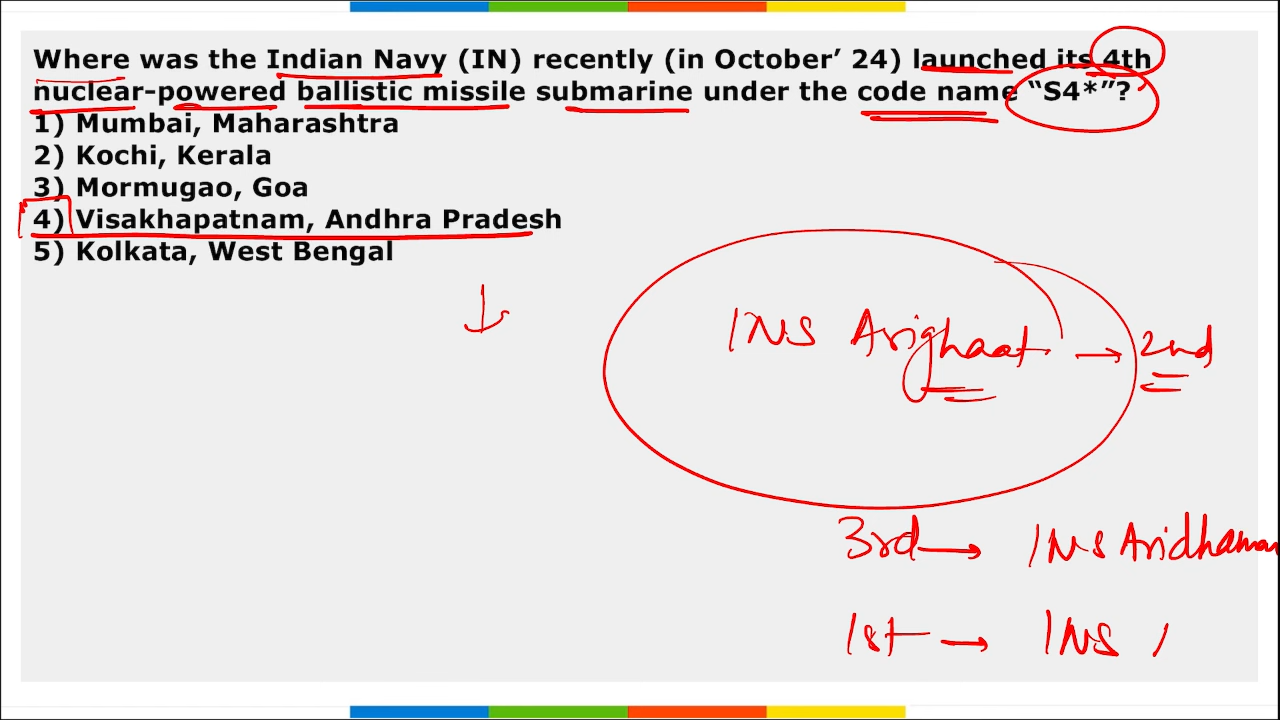 Where was the Indian Navy (IN) recently (in October’ 24) launched its 4th
nuclear-powered ballistic missile submarine under the code name “S4*”?
1) Mumbai, Maharashtra
2) Kochi, Kerala
3) Mormugao, Goa
4) Visakhapatnam, Andhra Pradesh
5) Kolkata, West Bengal
INS Arighaat → 2nd
3rd → INS Aridhaman
1st → INS